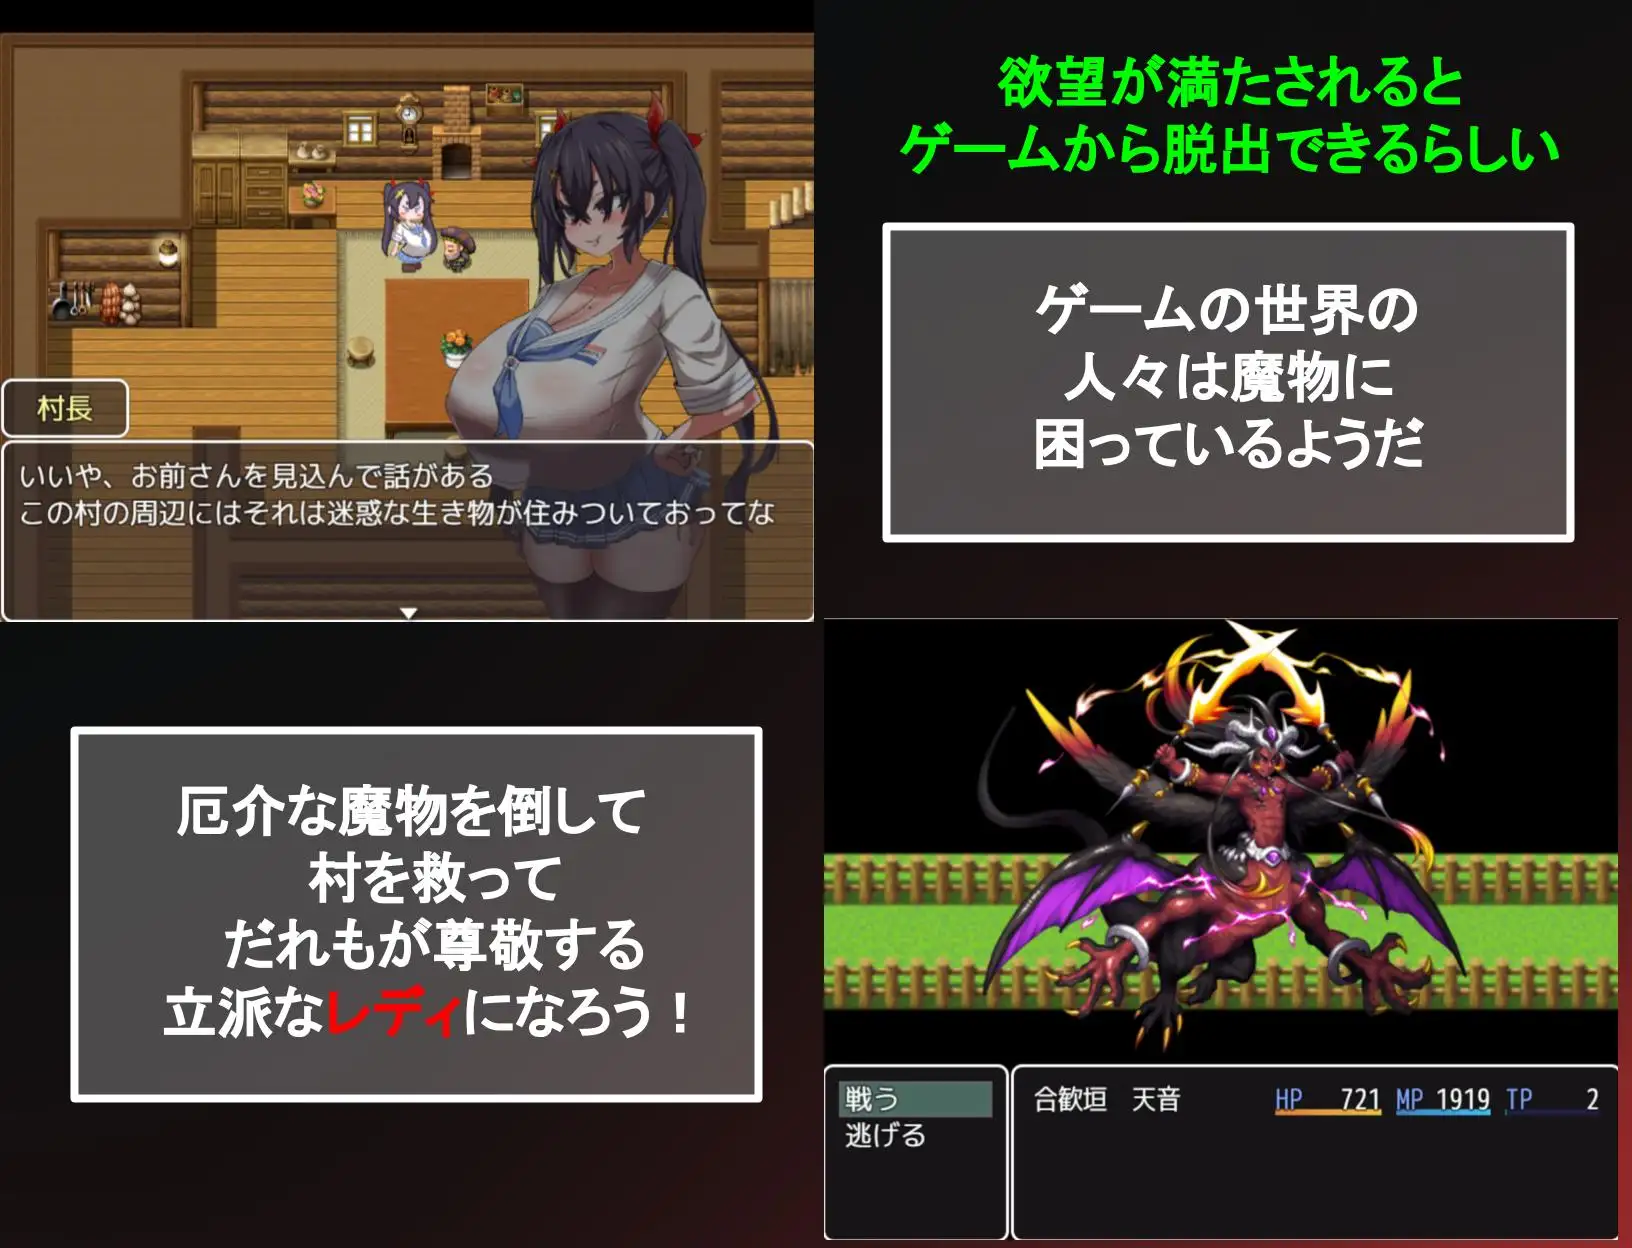 村長
いいや、お前さんを見込んで話がある
この村の周辺にはそれは迷惑な生き物が住みついておってな
欲望が満たされると
ゲームから脱出できるらしい
ゲームの世界の
人々は魔物に
困っているようだ
厄介な魔物を倒して
村を救って
だれもが尊敬する
立派なレディになろう！
戦う
逃げる
合歓垣　天音 HP 721 MP 1919 TP 2